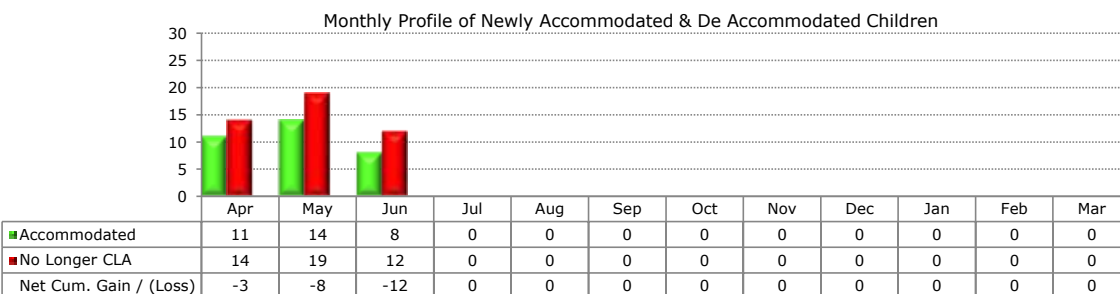 Monthly Profile of Newly Accommodated & De Accommodated Children
30
25
20
15
10
5
0
Apr May Jun Jul Aug Sep Oct Nov Dec Jan Feb Mar
Accommodated 11 14 8 0 0 0 0 0 0 0 0 0
No Longer CLA 14 19 12 0 0 0 0 0 0 0 0 0
Net Cum. Gain / (Loss) -3 -8 -12 0 0 0 0 0 0 0 0 0